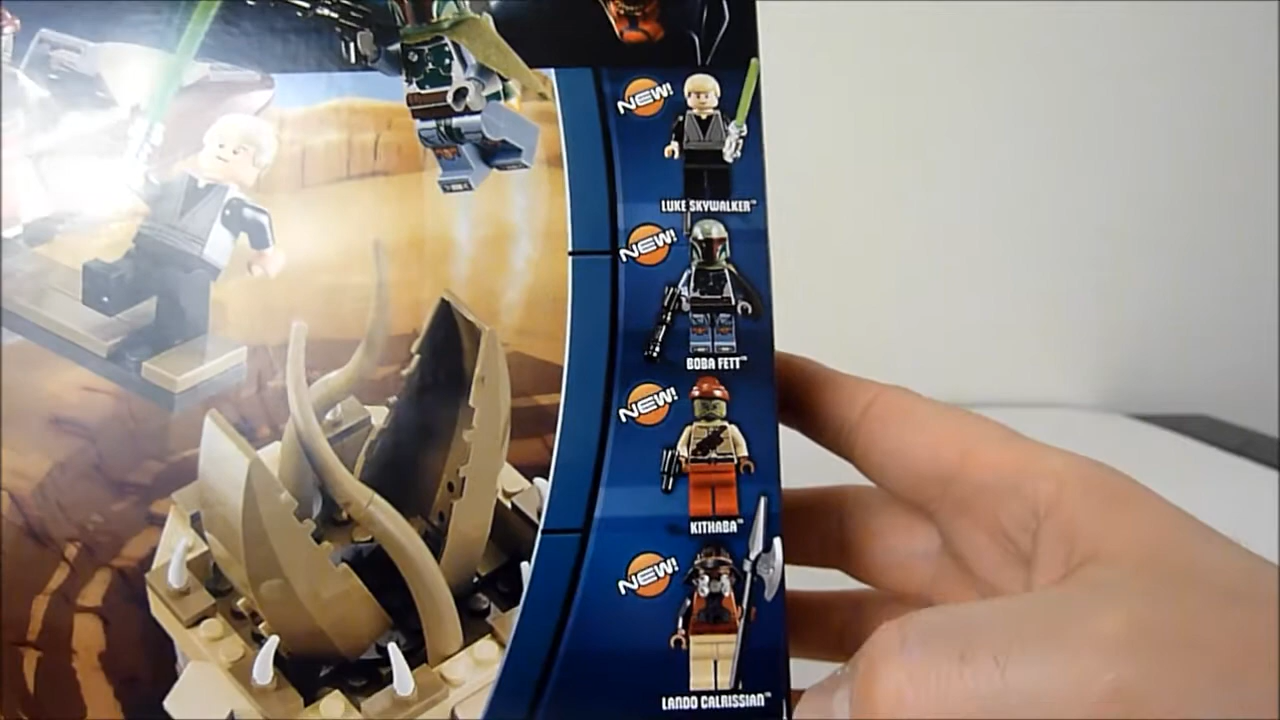 NEW!
LUKE SKYWALKER™
NEW!
BOBA FETT™
NEW!
KITHABA™
NEW!
LANDO CALRISSIAN™